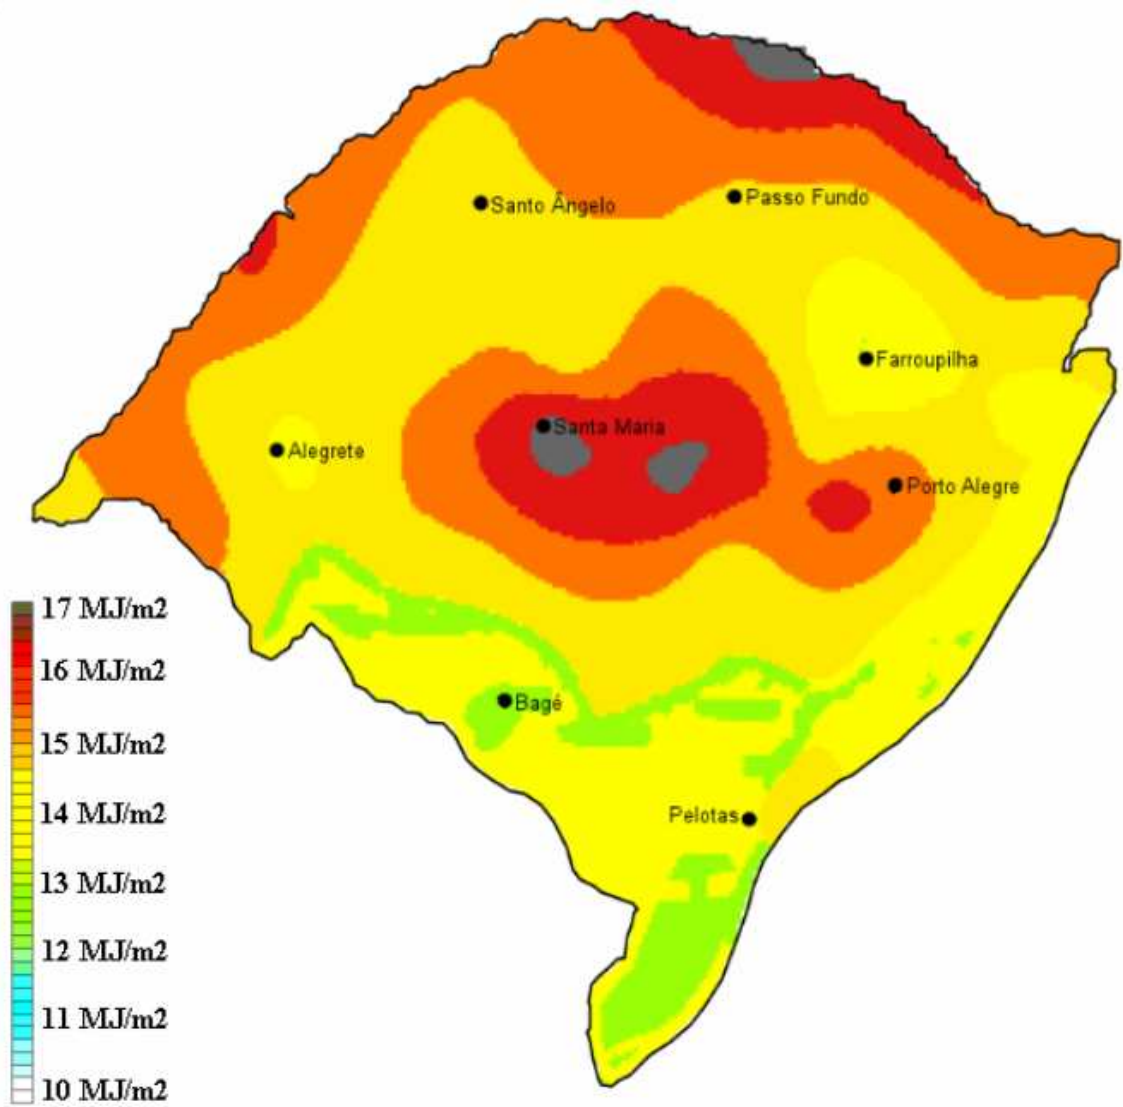 Santo Ângelo
Passo Fundo
Farroupilha
Santa Maria
Alegrete
Porto Alegre
Bagé
Pelotas
17 MJ/m2
16 MJ/m2
15 MJ/m2
14 MJ/m2
13 MJ/m2
12 MJ/m2
11 MJ/m2
10 MJ/m2